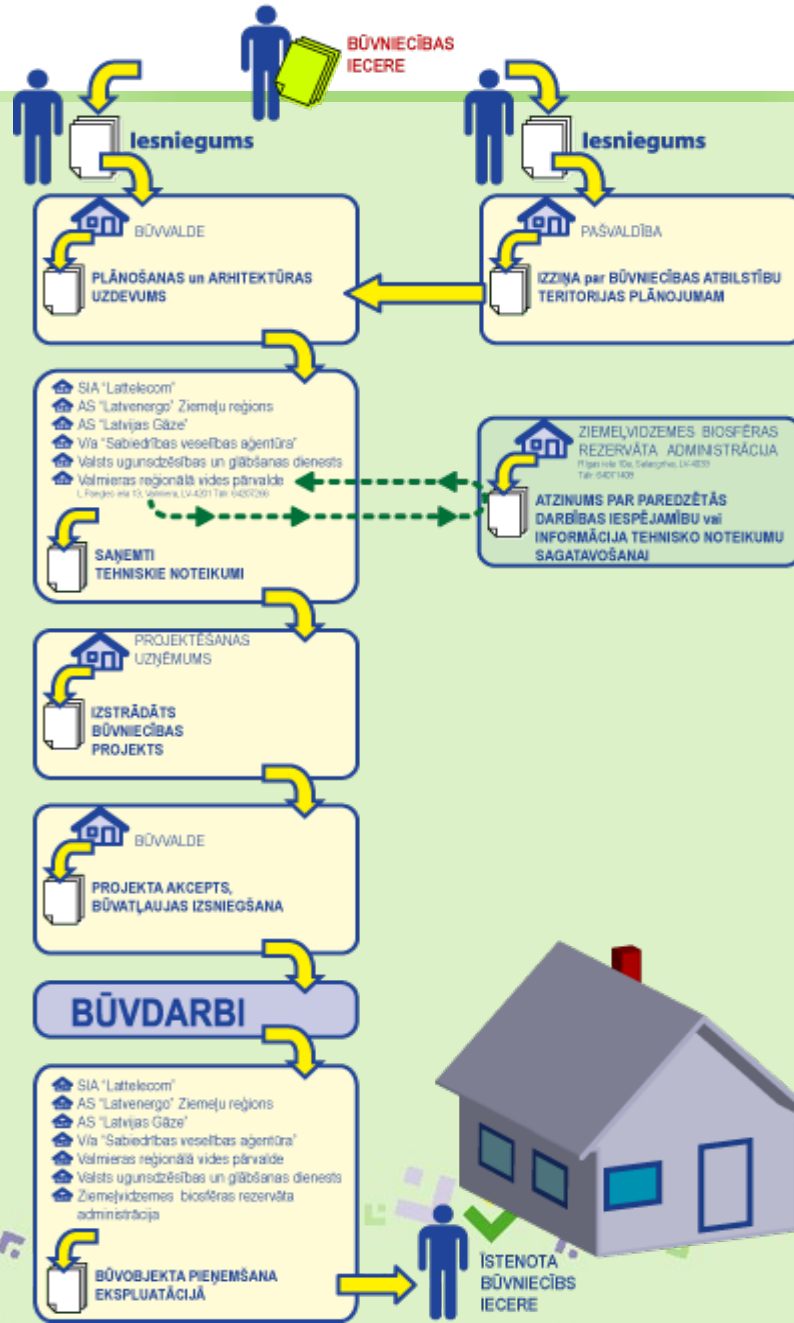 BŪVNIECĪBAS
IECERE
Iesniegums
Iesniegums
BŪVVALDE
PLĀNOŠANAS un ARHITEKTŪRAS
UZDEVUMS
PAŠVALDĪBA
IZZIŅA par BŪVNIECĪBAS ATBILSTĪBU
TERITORIJAS PLĀNOJUMAM
SIA "Lattelecom"
AS "Latvenergo" Ziemeļu reģions
AS "Latvijas Gāze"
V/a "Sabiedrības veselības aģentūra"
Valsts ugunsdzēsības un glābšanas dienests
Valmieras reģionālā vides pārvalde
SAŅEMTI
TEHNISKIE NOTEIKUMI
ZIEMEĻVIDZEMES BIOSFĒRAS
REZERVĀTA ADMINISTRĀCIJA
ATZINUMS PAR PAREDZĒTĀS
DARBĪBAS IESPĒJAMĪBU vai
INFORMĀCIJA TEHNISKO NOTEIKUMU
SAGATAVOŠANAI
PROJEKTĒŠANAS
UZŅĒMUMS
IZSTRĀDĀTS
BŪVNIECĪBAS
PROJEKTS
BŪVVALDE
PROJEKTA AKCEPTS,
BŪVATĻAUJAS IZSNIEGŠANA
BŪVDARBI
SIA "Lattelecom"
AS "Latvenergo" Ziemeļu reģions
AS "Latvijas Gāze"
V/a "Sabiedrības veselības aģentūra"
Valmieras reģionālā vides pārvalde
Valsts ugunsdzēsības un glābšanas dienests
Ziemeļvidzemes biosfēras rezervāta
administrācija
BŪVOBJEKTA PIEŅEMŠANA
EKSPLUATĀCIJĀ
ĪSTENOTA
BŪVNIECĪBS
IECERE